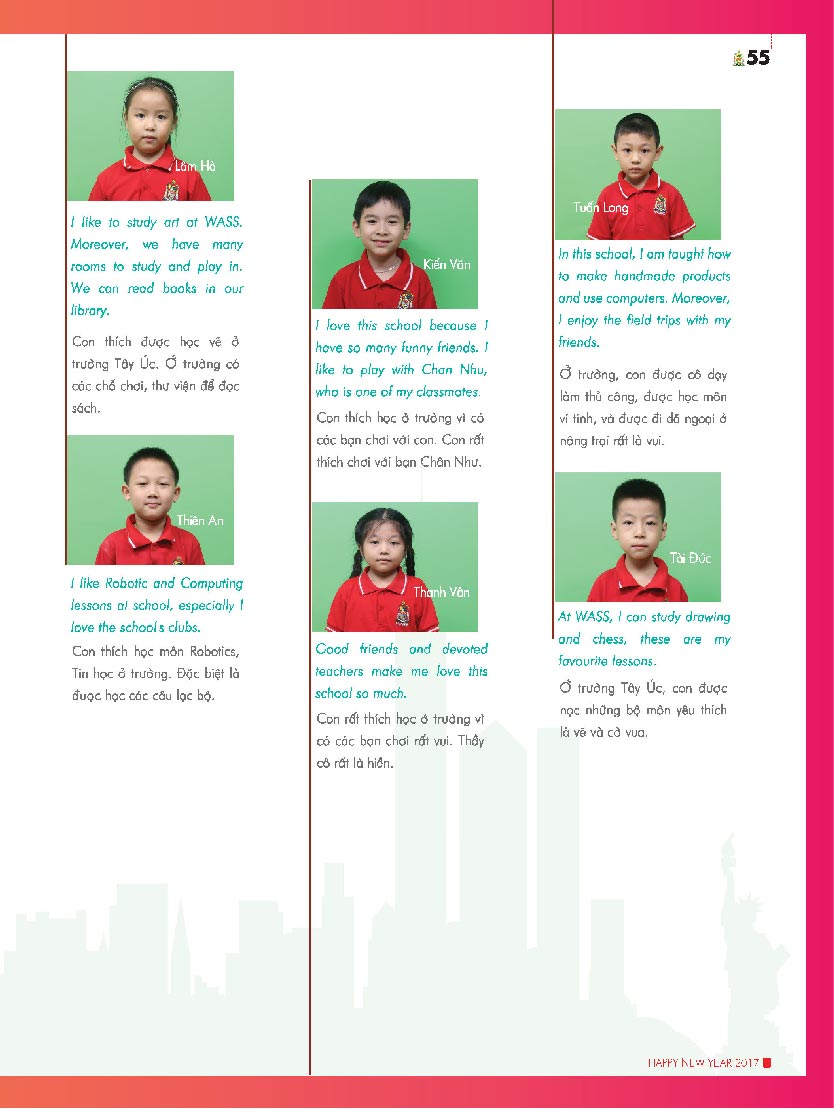 55
Lâm Hà
I like to study art at WASS.
Moreover, we have many
rooms to study and play in.
We can read books in our
library.
Con thích được học vẽ ở
trường Tây Úc. Ở trường có
các chỗ chơi, thư viện để đọc
sách.
Thiên An
I like Robotic and Computing
lessons at school, especially I
love the school s clubs.
Con thích học môn Robotics,
Tin học ở trường. Đặc biệt là
được học các câu lạc bộ.
Kiến Văn
I love this school because I
have so many funny friends. I
like to play with Chan Nhu,
who is one of my classmates.
Con thích học ở trường vì có
các bạn chơi với con. Con rất
thích chơi với bạn Chân Như.
Thanh Vân
Good friends and devoted
teachers make me love this
school so much.
Con rất thích học ở trường vì
có các bạn chơi rất vui. Thầy
cô rất là hiền.
Tuấn Long
In this school, I am taught how
to make handmade products
and use computers. Moreover,
I enjoy the field trips with my
friends.
Ở trường, con được cô dạy
làm thủ công, được học môn
vi tính, và được đi dã ngoại ở
nông trại rất là vui.
Tài Đức
At WASS, I can study drawing
and chess, these are my
favourite lessons.
Ở trường Tây Úc, con được
học những bộ môn yêu thích
là vẽ và cờ vua.
HAPPY NEW YEAR 2017